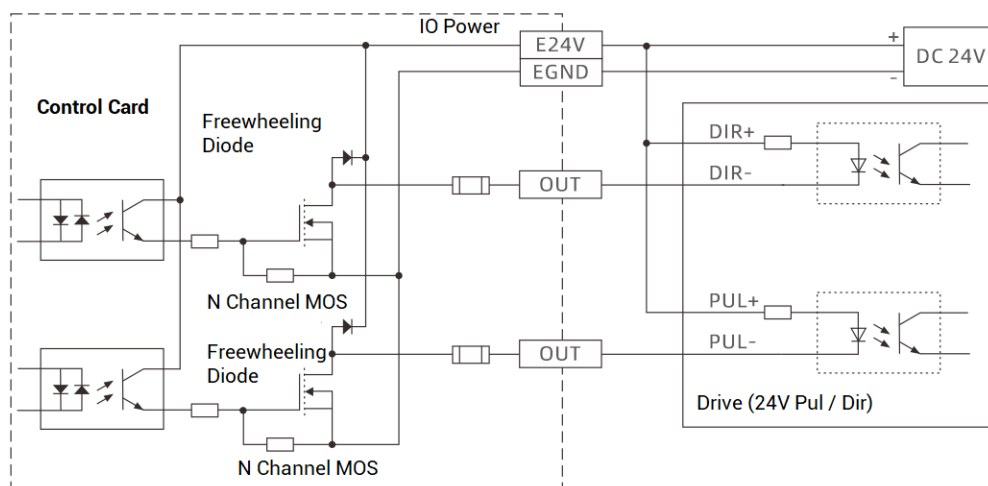 IO Power
E24V
+
DC 24V
EGND
-
Control Card
Freewheeling
Diode
DIR+
DIR-
OUT
N Channel MOS
PUL+
PUL-
OUT
Freewheeling
Diode
Drive (24V Pul / Dir)
N Channel MOS